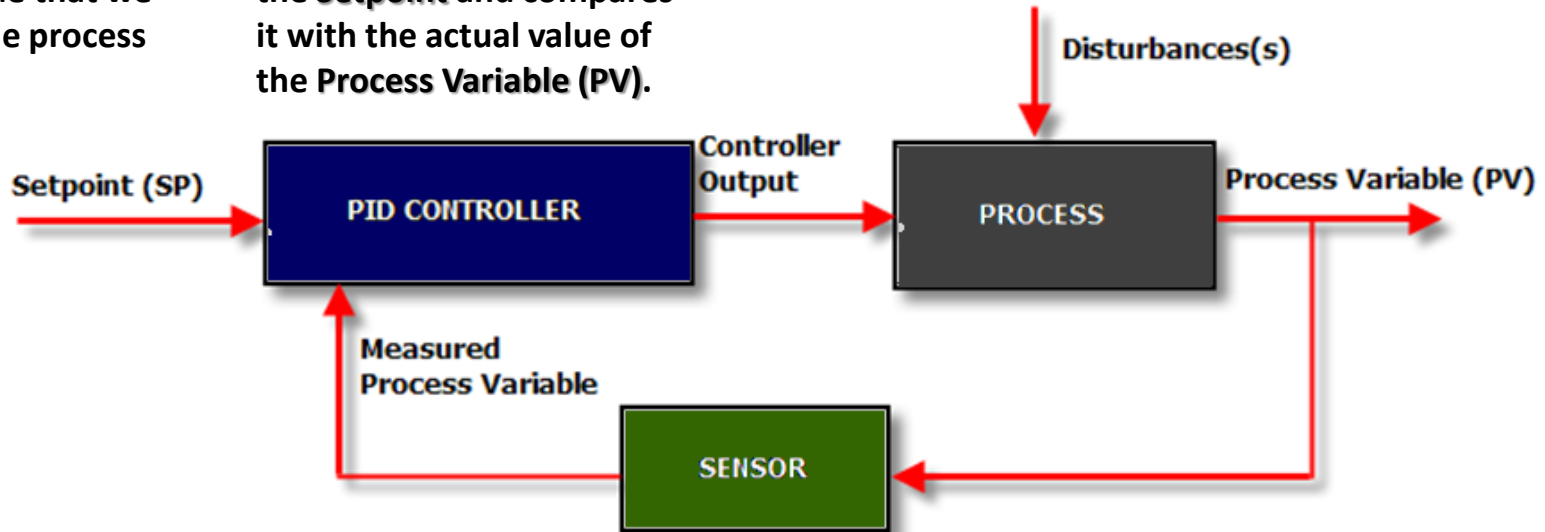 e that we
e process
the Setpoint and compares
it with the actual value of
the Process Variable (PV).
Disturbances(s)
Setpoint (SP)
PID CONTROLLER
Controller
Output
PROCESS
Process Variable (PV)
Measured
Process Variable
SENSOR